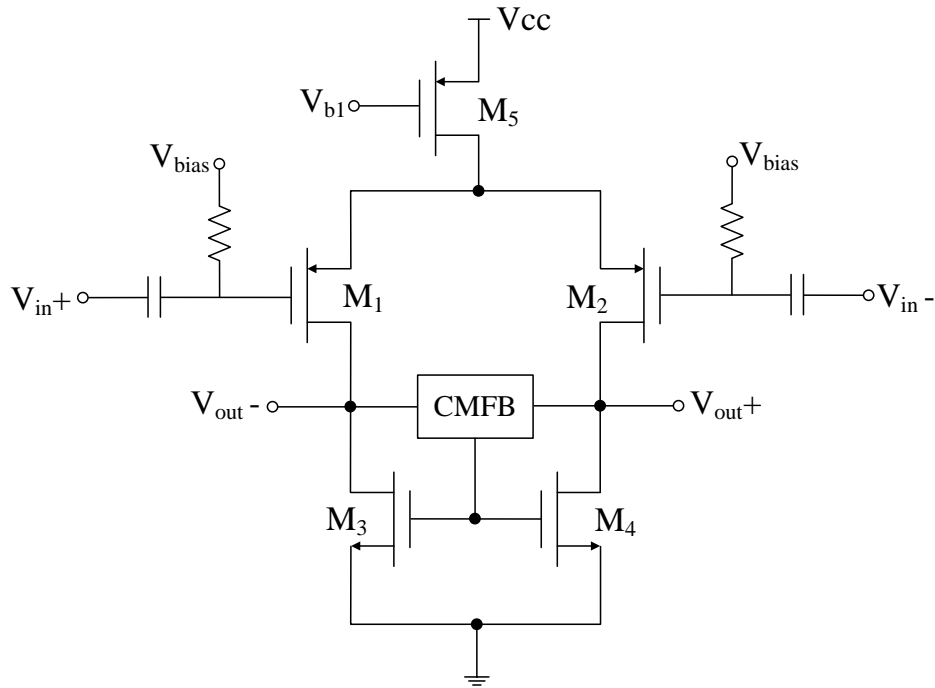 Vcc
Vb1
M5
Vbias
Vbias
Vin+
M1
M2
Vin -
Vout -
CMFB
Vout+
M3
M4